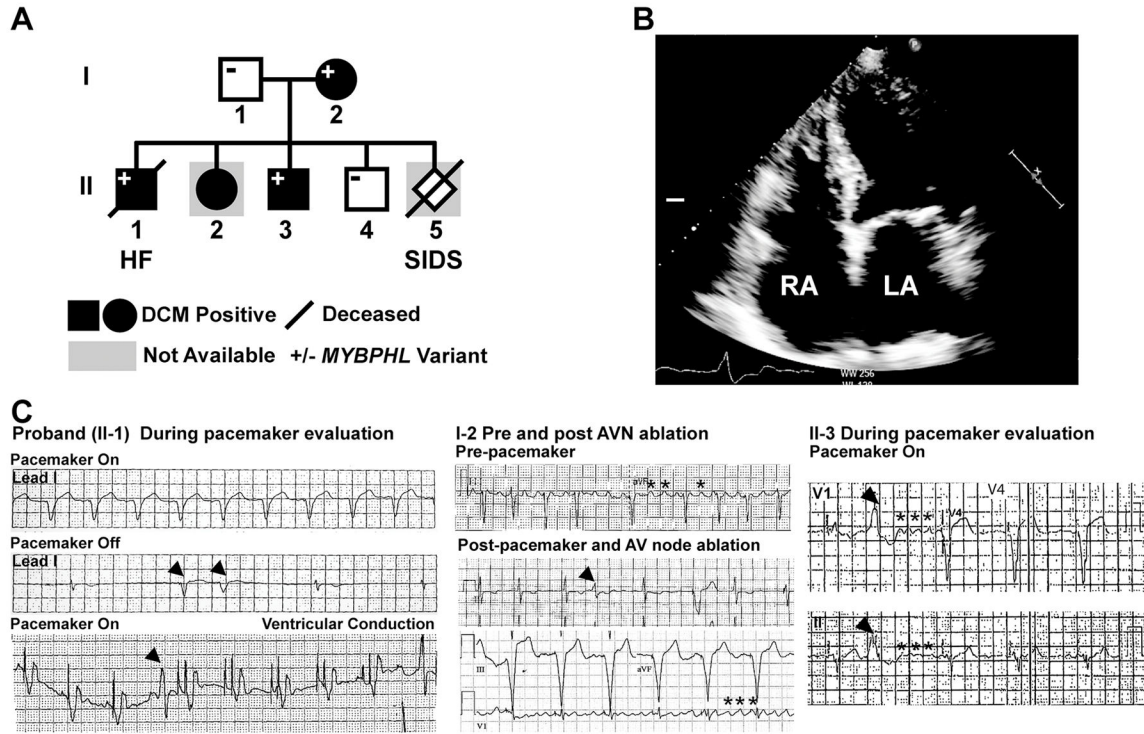 A
I
- 1
+ 2
II
+ 1
2
+ 3
- 4
5
HF
SIDS
DCM Positive
Deceased
Not Available
+/- MYBPHL Variant
B
RA
LA
WW 256
C
Proband (II-1) During pacemaker evaluation
Pacemaker On
Lead I
Pacemaker Off
Lead I
Pacemaker On
Ventricular Conduction
I-2 Pre and post AVN ablation
Pre-pacemaker
aVF
** *
Post-pacemaker and AV node ablation
III
aVF
***
V1
II-3 During pacemaker evaluation
Pacemaker On
V1
V4
***
V4
II
***